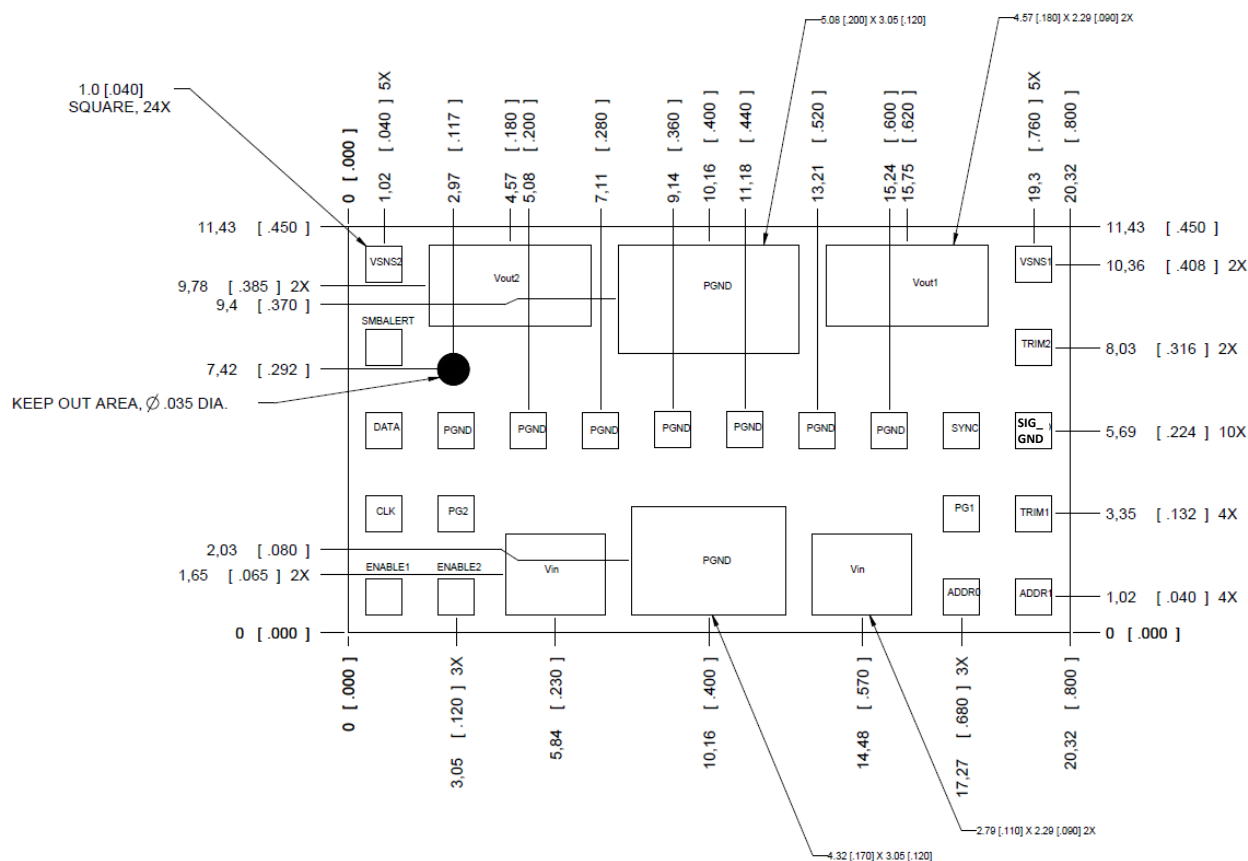 5.08 [.200] X 3.05 [.120]
4.57 [.180] X 2.29 [.090] 2X
1.0 [.040]
SQUARE, 24X
0 [ .000 ]
1,02 [ .040 ] 5X
2,97 [ .117 ]
4,57 [ .180 ]
5,08 [ .200 ]
7,11 [ .280 ]
9,14 [ .360 ]
10,16 [ .400 ]
11,18 [ .440 ]
13,21 [ .520 ]
15,24 [ .600 ]
15,75 [ .620 ]
19,3 [ .760 ] 5X
20,32 [ .800 ]
11,43 [ .450 ]
11,43 [ .450 ]
VSNS2
Vout2
PGND
Vout1
VSNS1
10,36 [ .408 ] 2X
9,78 [ .385 ] 2X
9,4 [ .370 ]
SMBALERT
TRIM2
8,03 [ .316 ] 2X
7,42 [ .292 ]
KEEP OUT AREA, Ø .035 DIA.
DATA
PGND
PGND
PGND
PGND
PGND
PGND
PGND
SYNC
SIG_
GND
5,69 [ .224 ] 10X
CLK
PG2
PG1
TRIM1
3,35 [ .132 ] 4X
2,03 [ .080 ]
PGND
1,65 [ .065 ] 2X
ENABLE1
ENABLE2
Vin
Vin
ADDR0
ADDR1
1,02 [ .040 ] 4X
0 [ .000 ]
0 [ .000 ]
0 [ .000 ]
3,05 [ .120 ] 3X
5,84 [ .230 ]
10,16 [ .400 ]
14,48 [ .570 ]
17,27 [ .680 ] 3X
20,32 [ .800 ]
2.79 [.110] X 2.29 [.090] 2X
4.32 [.170] X 3.05 [.120]